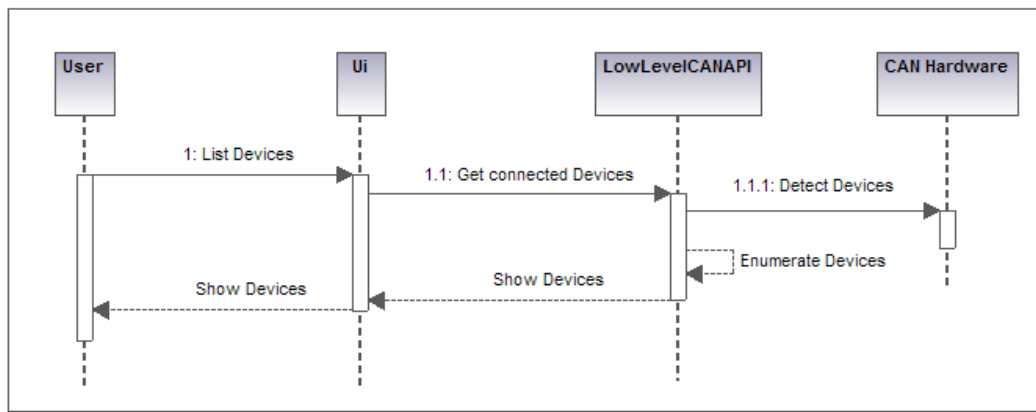 User
Ui
LowLevelCANAPI
CAN Hardware
1: List Devices
1.1: Get connected Devices
1.1.1: Detect Devices
Enumerate Devices
Show Devices
Show Devices